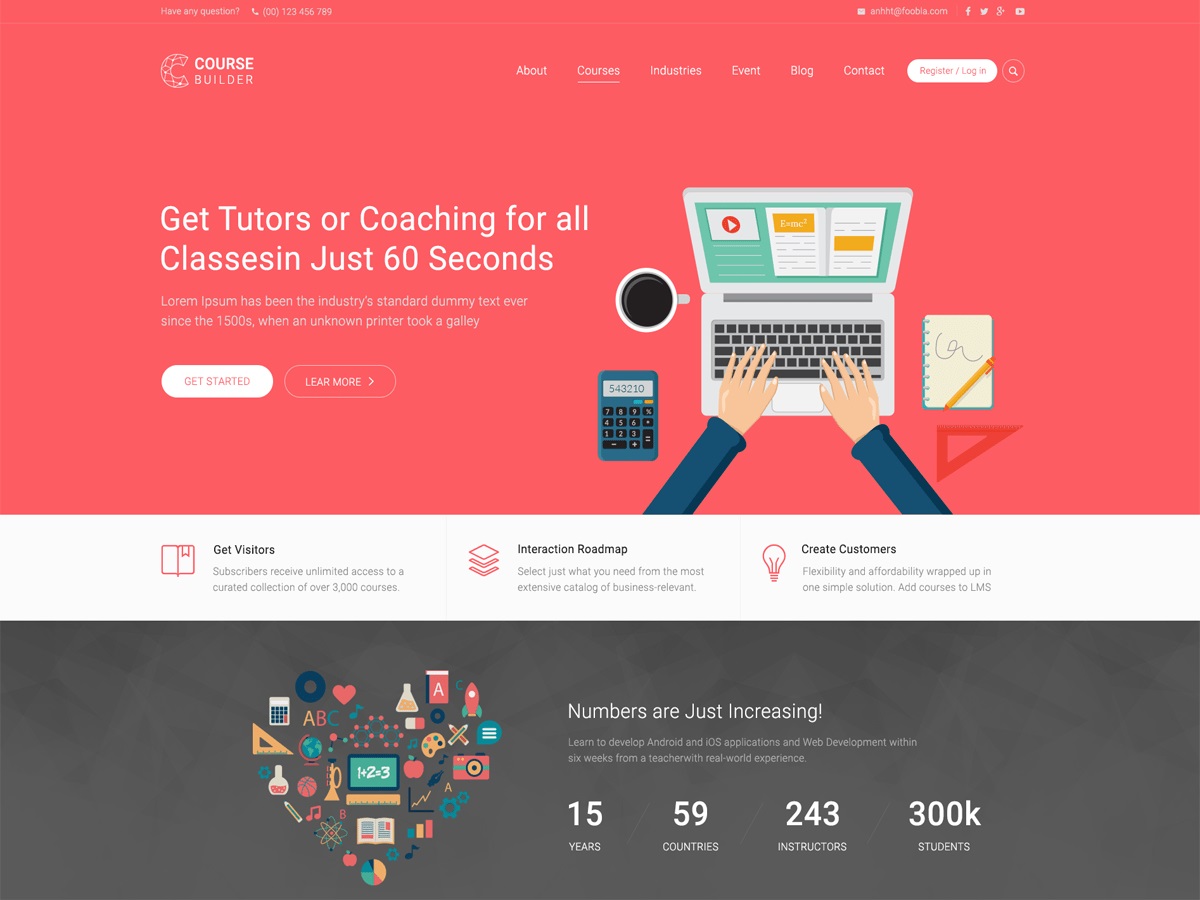 Have any question?
(00) 123 456 789
anhht@foobla.com
COURSE
BUILDER
About
Courses
Industries
Event
Blog
Contact
Register / Log in
Get Tutors or Coaching for all
Classesin Just 60 Seconds
Lorem Ipsum has been the industry's standard dummy text ever
since the 1500s, when an unknown printer took a galley
GET STARTED
LEAR MORE
E=mc²
543210
7 8 9 %
4 5 6 *
1 2 3 =
- 0 +
Get Visitors
Subscribers receive unlimited access to a
curated collection of over 3,000 courses.
Interaction Roadmap
Select just what you need from the most
extensive catalog of business-relevant.
Create Customers
Flexibility and affordability wrapped up in
one simple solution. Add courses to LMS
A
C
ABC
1+2=3
A
B
Numbers are Just Increasing!
Learn to develop Android and iOS applications and Web Development within
six weeks from a teacherwith real-world experience.
15
YEARS
59
COUNTRIES
243
INSTRUCTORS
300k
STUDENTS